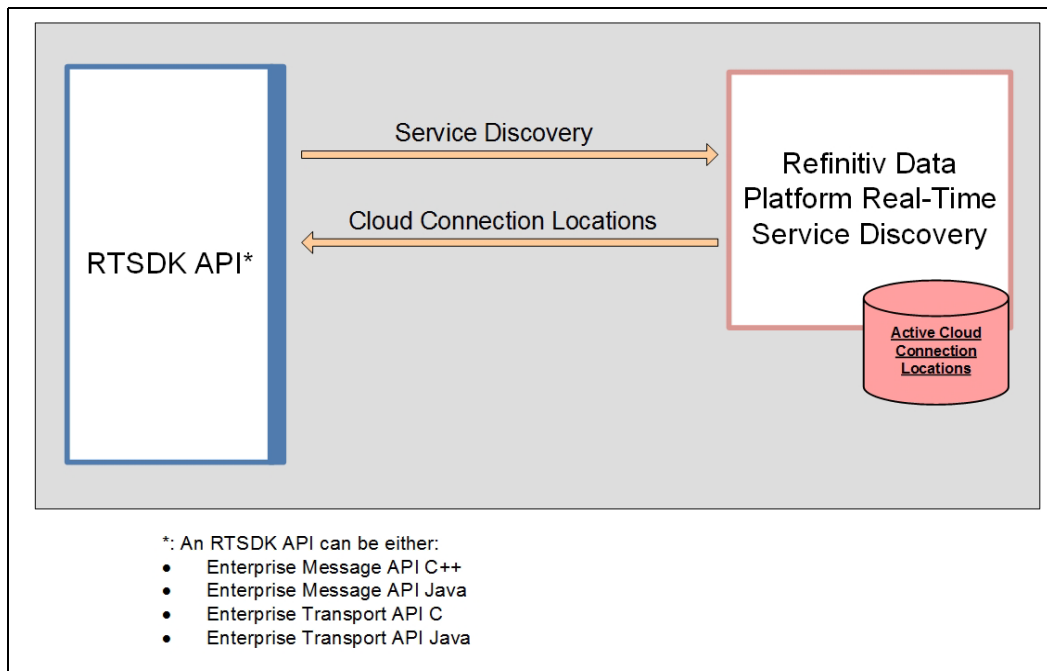 Service Discovery
Cloud Connection Locations
RTSDK API*
Refinitiv Data
Platform Real-Time
Service Discovery
Active Cloud
Connection
Locations
*: An RTSDK API can be either:
• Enterprise Message API C++
• Enterprise Message API Java
• Enterprise Transport API C
• Enterprise Transport API Java